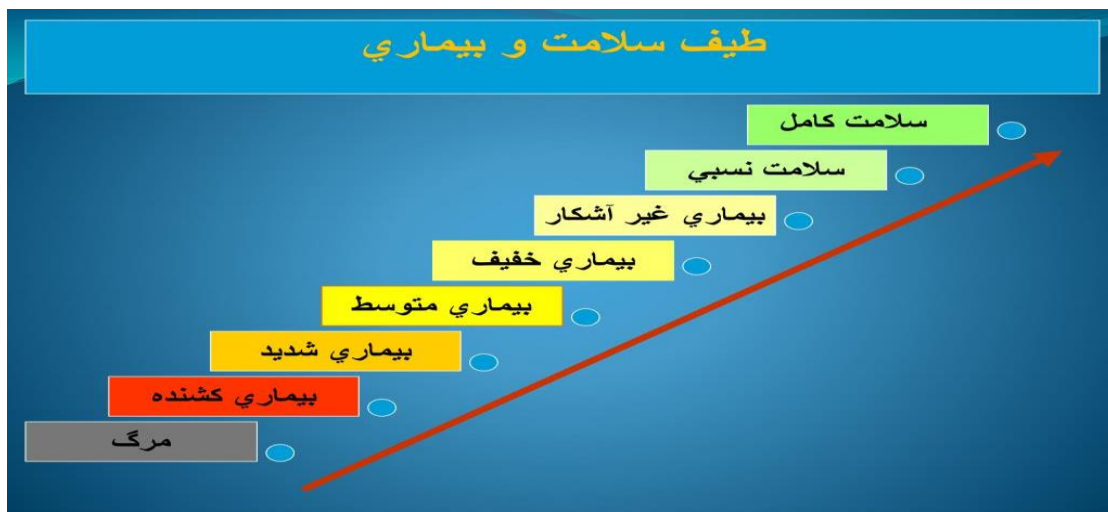 طيف سلامت و بيماري
سلامت كامل
سلامت نسبي
بيماري غير آشكار
بيماري خفيف
بيماري متوسط
بيماري شديد
بيماري كشنده
مرگ